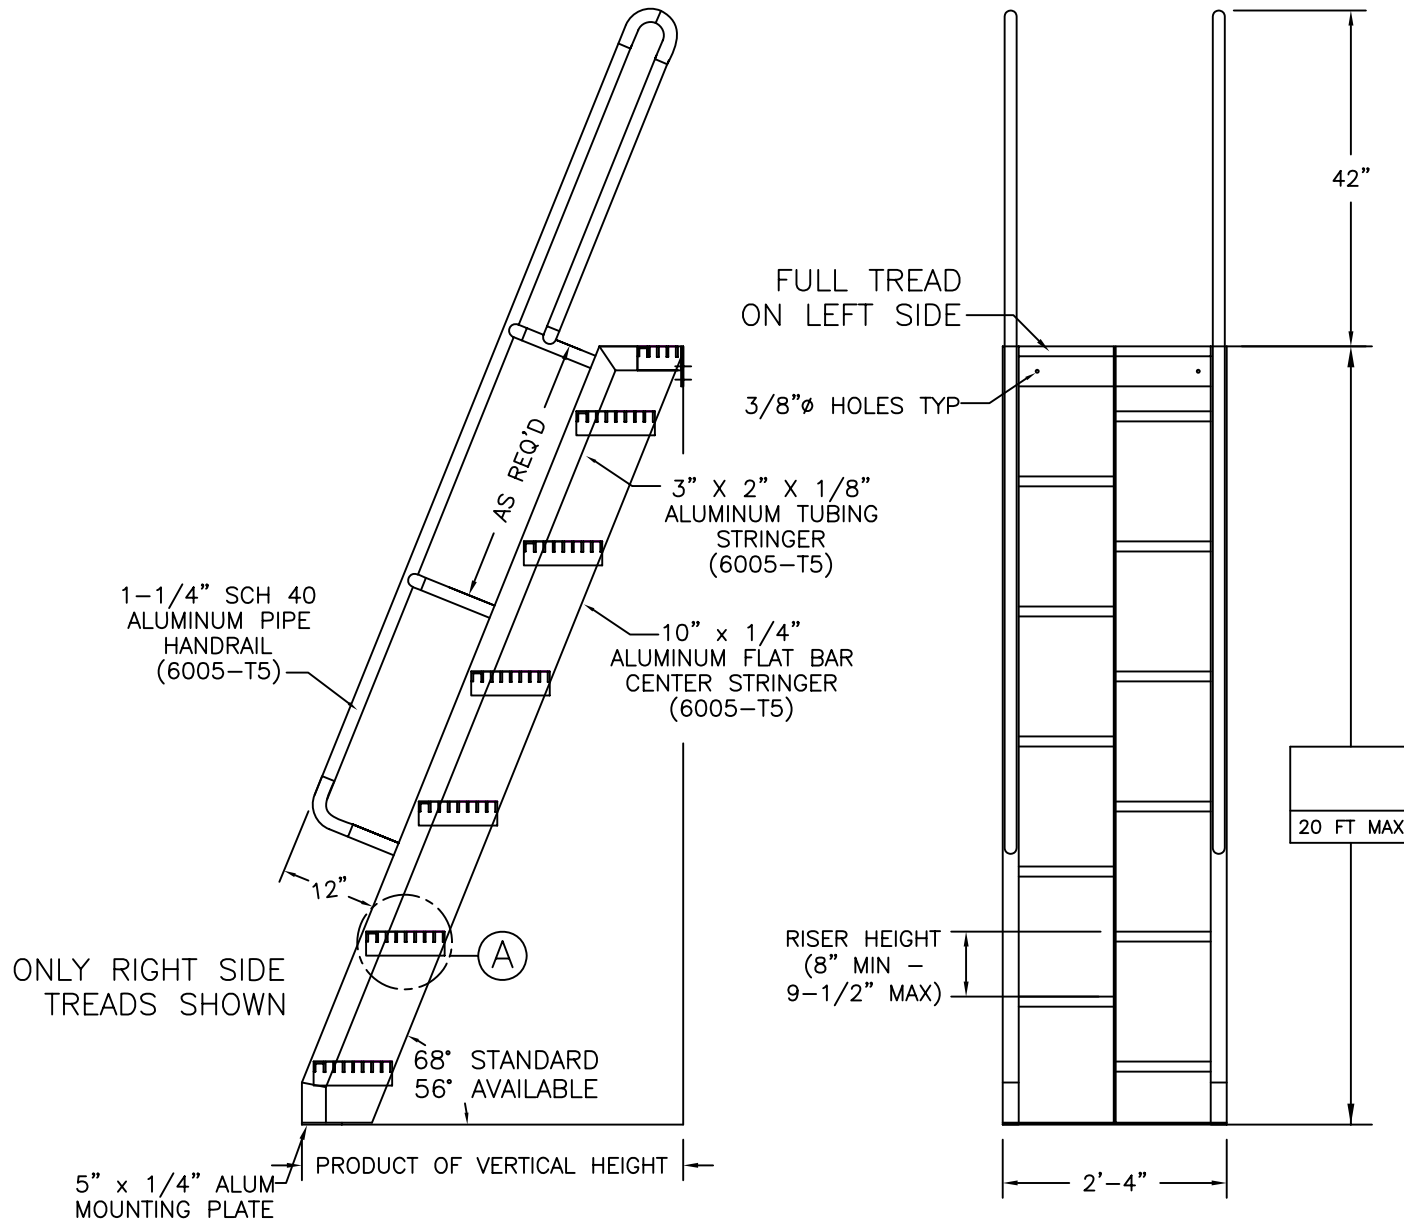 42”
FULL TREAD
ON LEFT SIDE
3/8”ø HOLES TYP
AS REQ'D
3” X 2” X 1/8”
ALUMINUM TUBING
STRINGER
(6005–T5)
1–1/4” SCH 40
ALUMINUM PIPE
HANDRAIL
(6005–T5)
10” x 1/4”
ALUMINUM FLAT BAR
CENTER STRINGER
(6005–T5)
20 FT MAX
12”
A
ONLY RIGHT SIDE
TREADS SHOWN
RISER HEIGHT
(8” MIN –
9–1/2” MAX)
68° STANDARD
56° AVAILABLE
PRODUCT OF VERTICAL HEIGHT
5” x 1/4” ALUM
MOUNTING PLATE
2'–4”